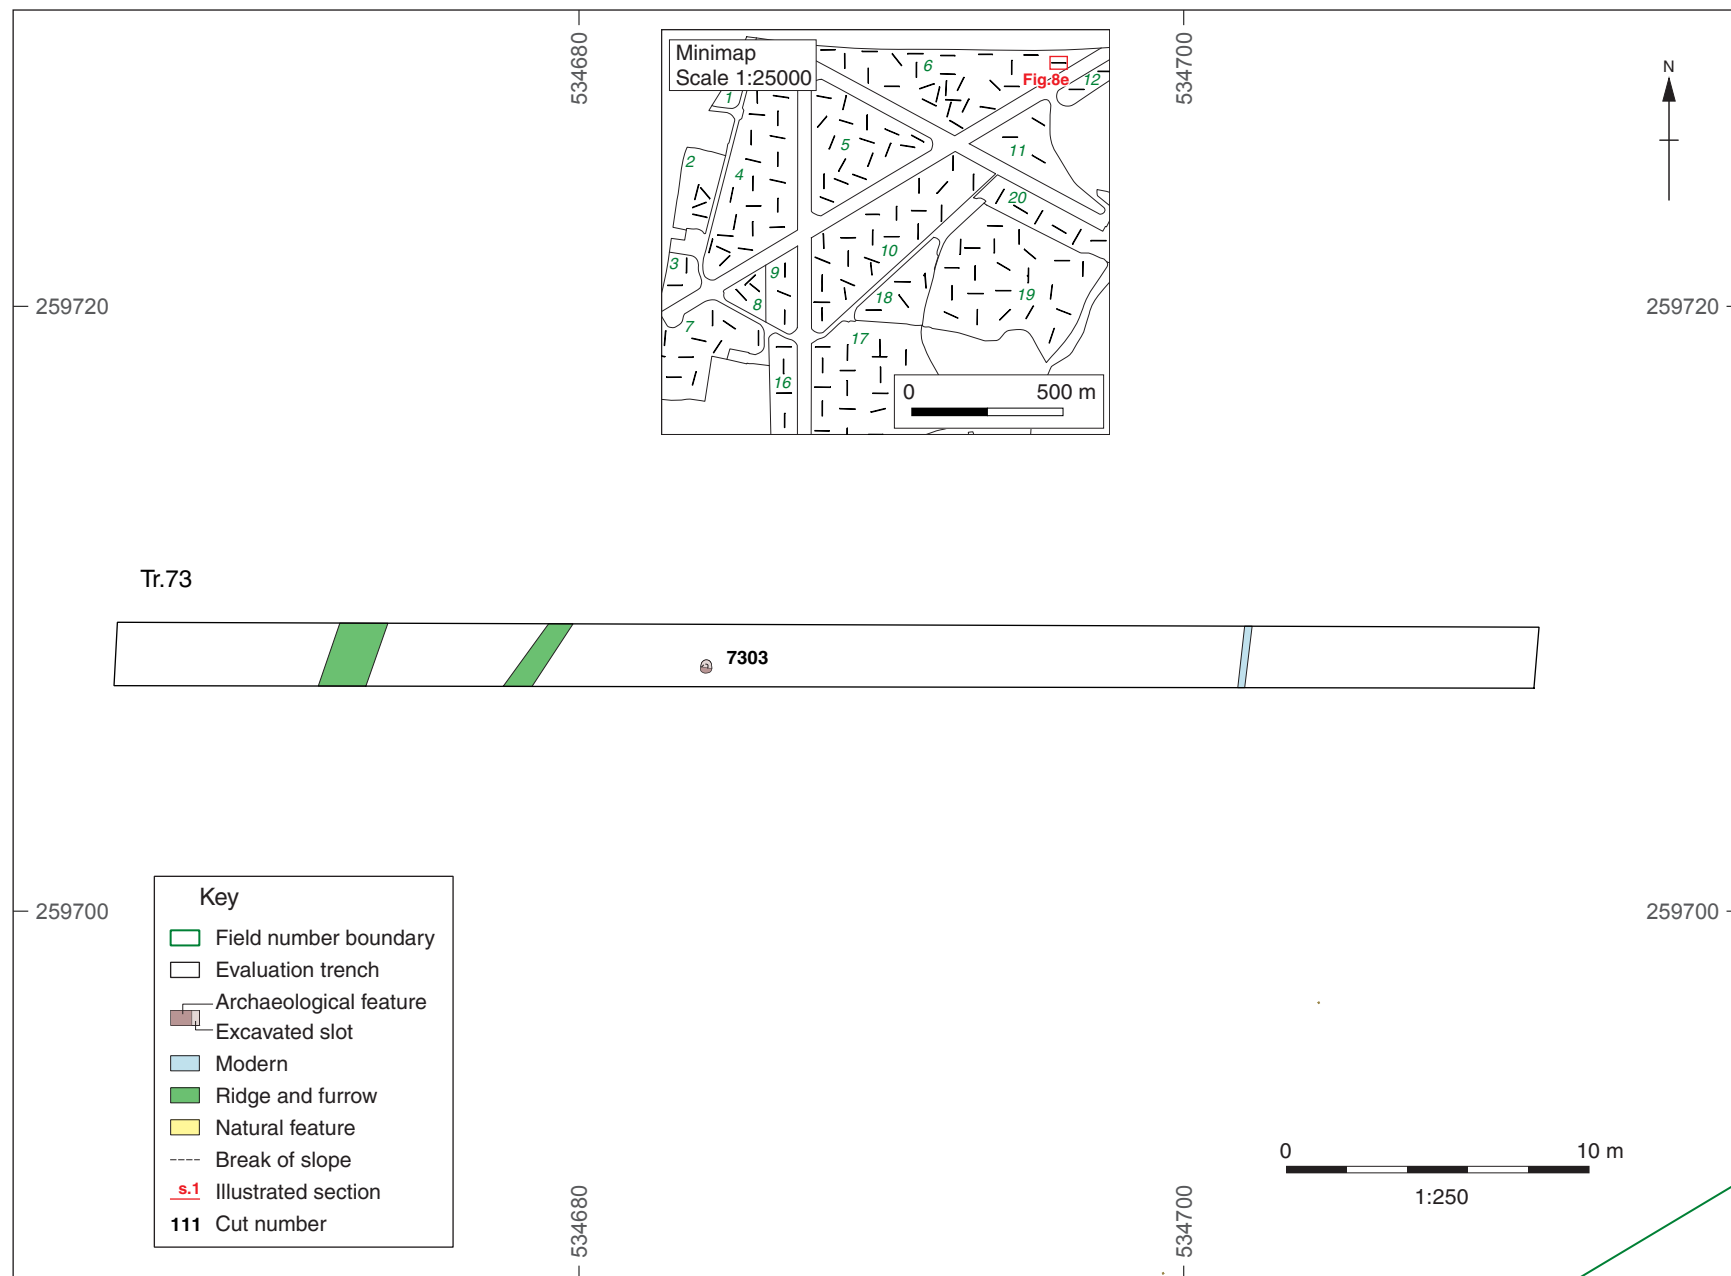 534680
534700
Minimap
Scale 1:25000
N
Fig.8e
1
2
3
4
5
6
7
8
9
10
11
12
16
17
18
19
20
0 500 m
259720
259720
Tr.73
7303
259700
259700
Key
Field number boundary
Evaluation trench
Archaeological feature
Excavated slot
Modern
Ridge and furrow
Natural feature
Break of slope
s.1 Illustrated section
111 Cut number
0 10 m
1:250
534680
534700